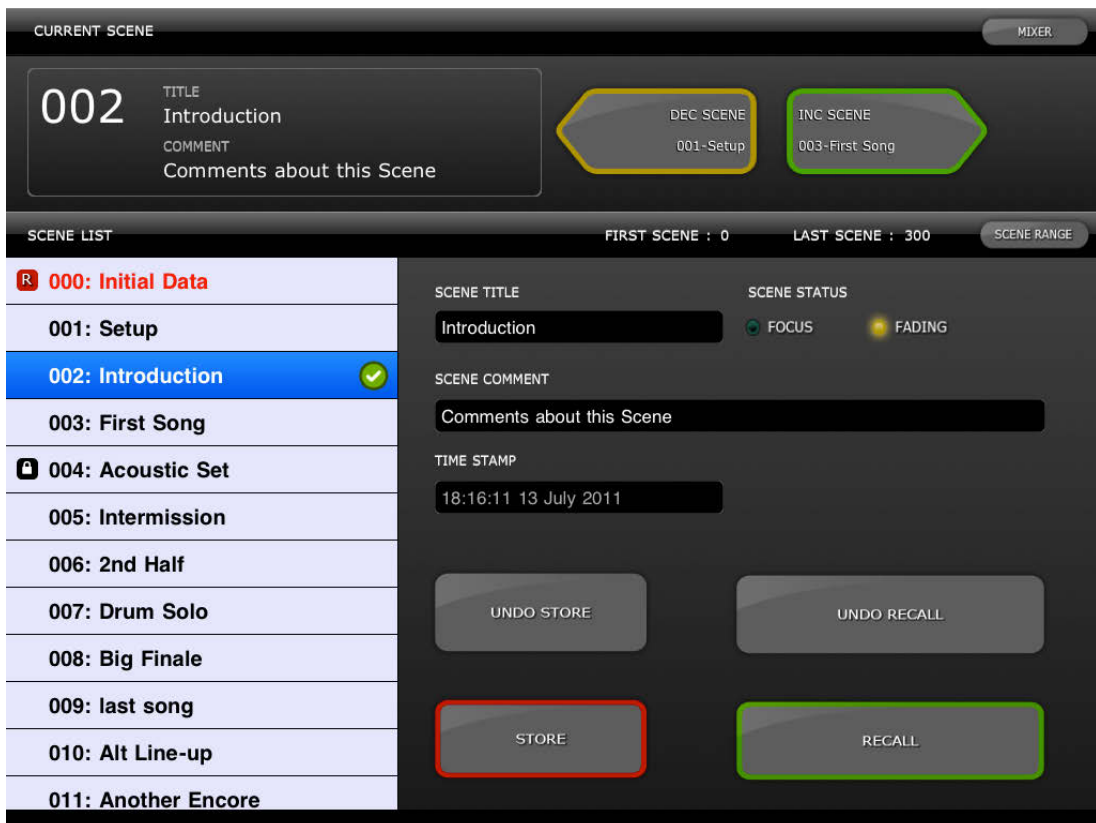 CURRENT SCENE
MIXER
002
TITLE
Introduction
COMMENT
Comments about this Scene
DEC SCENE
001-Setup
INC SCENE
003-First Song
SCENE LIST
FIRST SCENE : 0
LAST SCENE : 300
SCENE RANGE
R 000: Initial Data
001: Setup
002: Introduction
003: First Song
004: Acoustic Set
005: Intermission
006: 2nd Half
007: Drum Solo
008: Big Finale
009: last song
010: Alt Line-up
011: Another Encore
SCENE TITLE
Introduction
SCENE STATUS
FOCUS
FADING
SCENE COMMENT
Comments about this Scene
TIME STAMP
18:16:11 13 July 2011
UNDO STORE
UNDO RECALL
STORE
RECALL